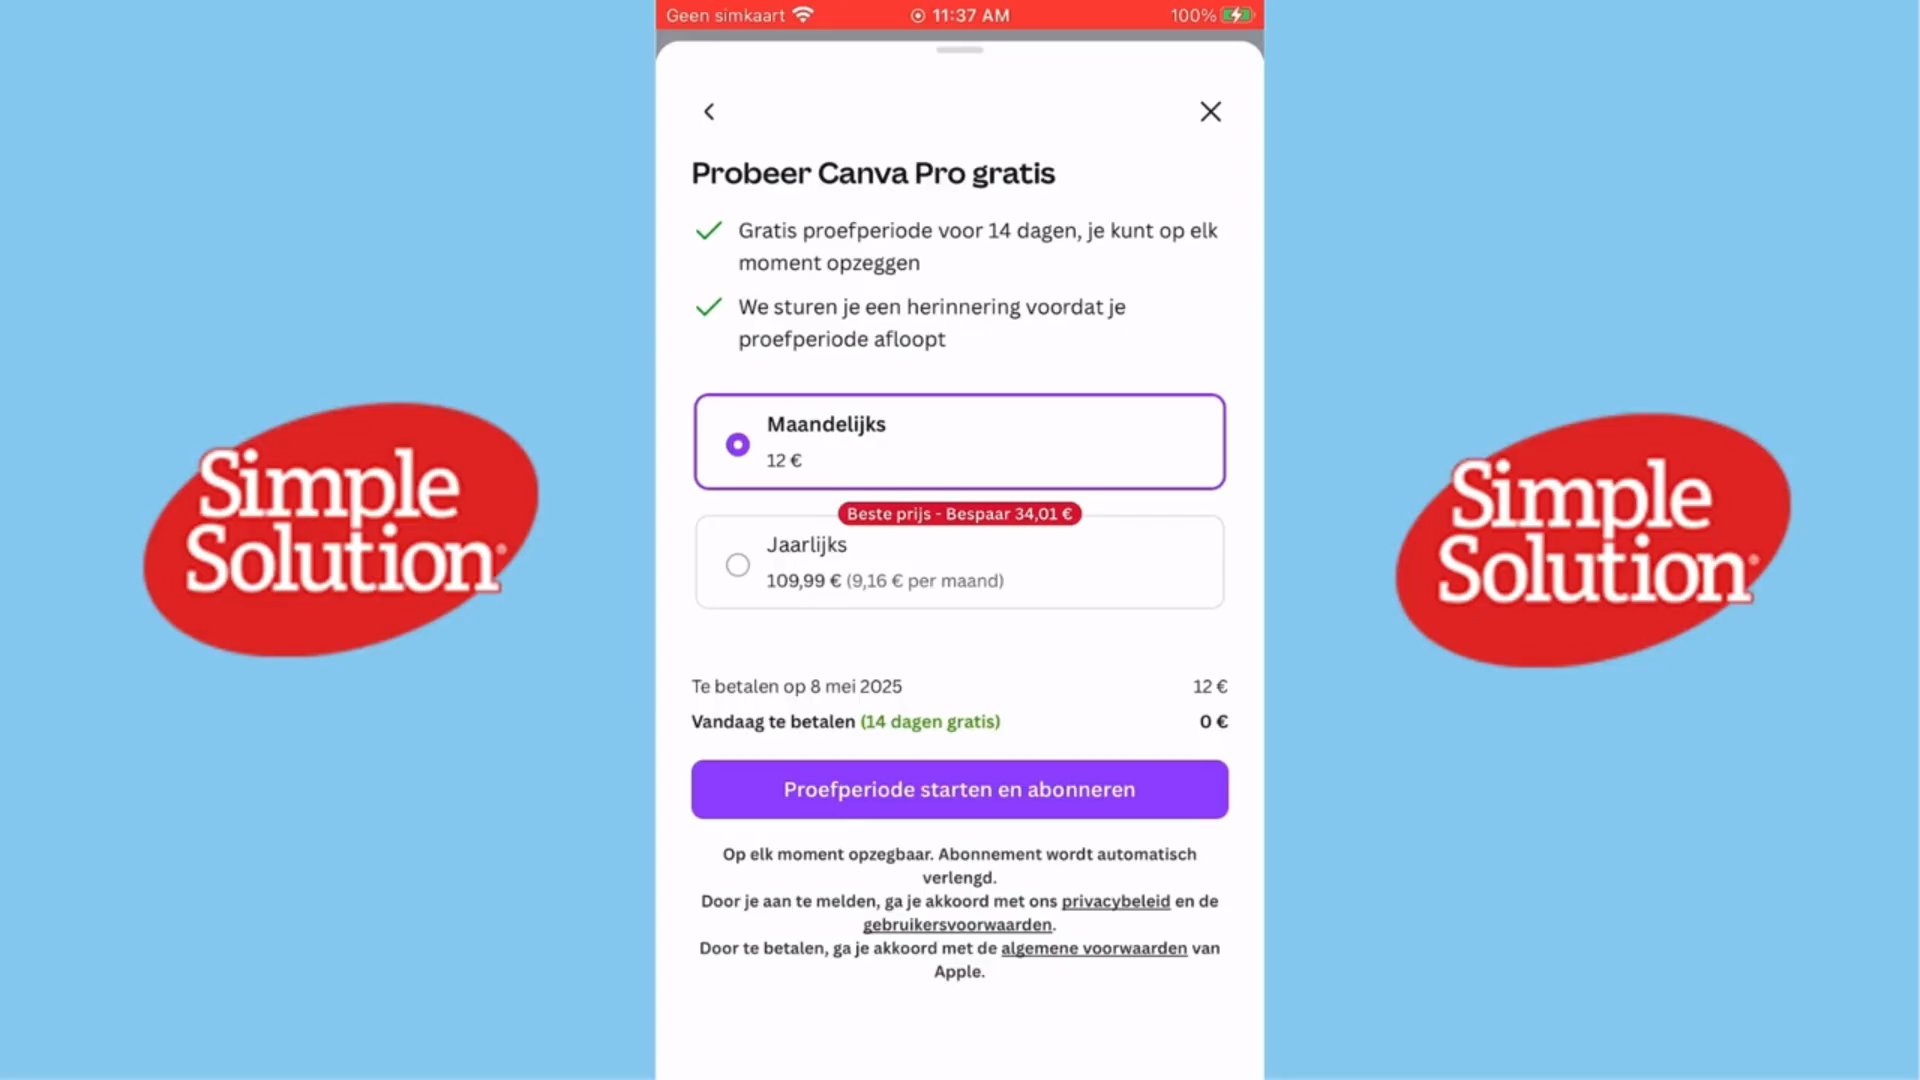 Geen simkaart
11:37 AM
100%
Probeer Canva Pro gratis
Gratis proefperiode voor 14 dagen, je kunt op elk
moment opzeggen
We sturen je een herinnering voordat je
proefperiode afloopt
Maandelijks
12 €
Beste prijs - Bespaar 34,01 €
Jaarlijks
109,99 € (9,16 € per maand)
Te betalen op 8 mei 2025 12 €
Vandaag te betalen (14 dagen gratis) 0 €
Proefperiode starten en abonneren
Op elk moment opzegbaar. Abonnement wordt automatisch
verlengd.
Door je aan te melden, ga je akkoord met ons privacybeleid en de
gebruikersvoorwaarden.
Door te betalen, ga je akkoord met de algemene voorwaarden van
Apple.
Simple
Solution®
Simple
Solution®